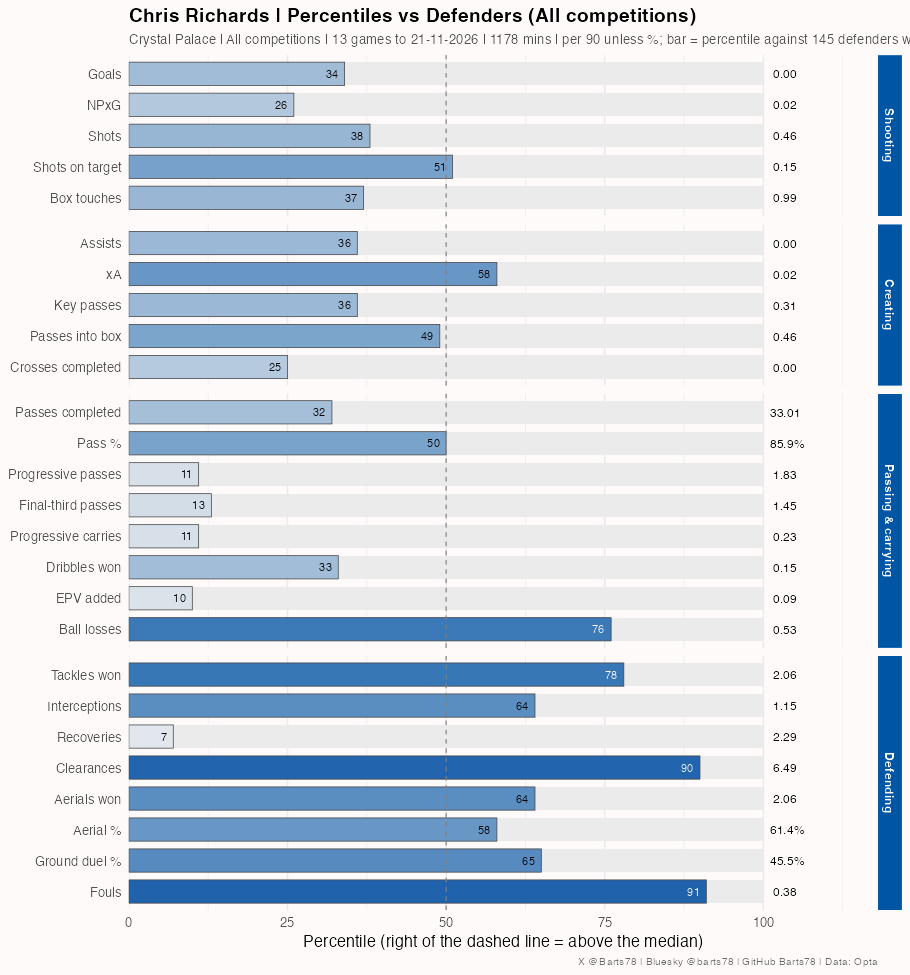 Chris Richards | Percentiles vs Defenders (All competitions)
Crystal Palace | All competitions | 13 games to 21-11-2026 | 1178 mins | per 90 unless %; bar = percentile against 145 defenders w
Goals 34 0.00
NPxG 26 0.02
Shots 38 0.46
Shots on target 51 0.15
Box touches 37 0.99
Shooting
Assists 36 0.00
xA 58 0.02
Key passes 36 0.31
Passes into box 49 0.46
Crosses completed 25 0.00
Creating
Passes completed 32 33.01
Pass % 50 85.9%
Progressive passes 11 1.83
Final-third passes 13 1.45
Progressive carries 11 0.23
Dribbles won 33 0.15
EPV added 10 0.09
Ball losses 76 0.53
Passing & carrying
Tackles won 78 2.06
Interceptions 64 1.15
Recoveries 7 2.29
Clearances 90 6.49
Aerials won 64 2.06
Aerial % 58 61.4%
Ground duel % 65 45.5%
Fouls 91 0.38
Defending
0 25 50 75 100
Percentile (right of the dashed line = above the median)
X @Barts78 | Bluesky @barts78 | GitHub Barts78 | Data: Opta